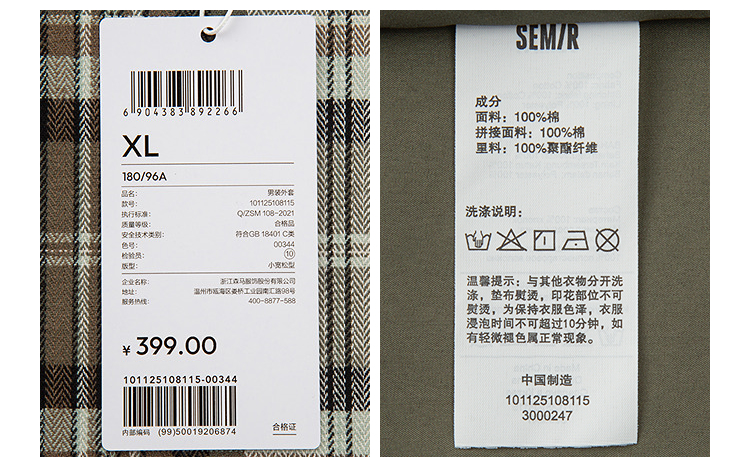 6 904383 892266
XL
180/96A
品名: 男装外套
款号: 101125108115
执行标准: Q/ZSM 108-2021
质量等级: 合格品
安全技术类别: 符合GB 18401 C类
色号: 00344
检验员: 10
版型: 小宽松型
企业名称: 浙江森马服饰股份有限公司
地址: 温州市瓯海区娄桥工业园南汇路98号
服务热线: 400-8877-588
¥ 399.00
101125108115-00344
内部编码 (99)50019206874
合格证
SEM/R
成分
面料: 100%棉
拼接面料: 100%棉
里料: 100%聚酯纤维
洗涤说明:
温馨提示: 与其他衣物分开洗
涤, 垫布熨烫, 印花部位不可
熨烫, 为保持衣服色泽, 衣服
浸泡时间不可超过10分钟, 如
有轻微褪色属正常现象。
中国制造
101125108115
3000247